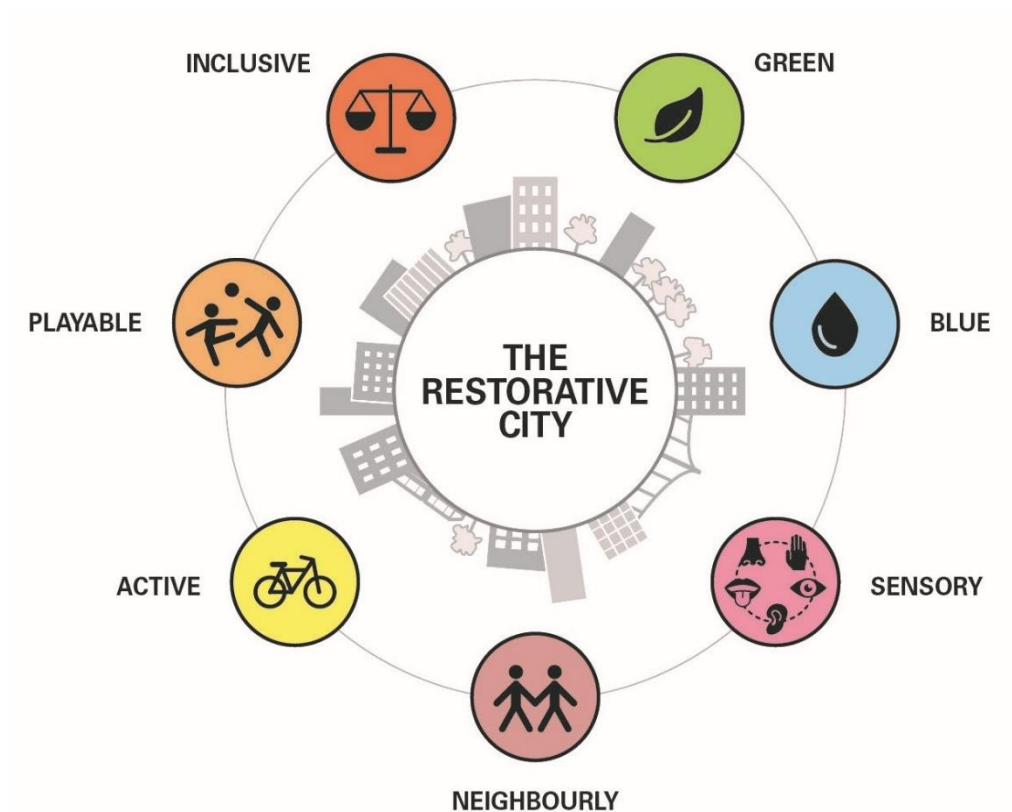 INCLUSIVE
GREEN
PLAYABLE
BLUE
THE
RESTORATIVE
CITY
ACTIVE
SENSORY
NEIGHBOURLY